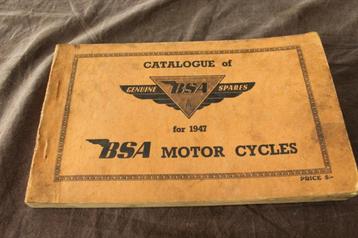 CATALOGUE of
GENUINE BSA SPARES
for 1947
BSA MOTOR CYCLES